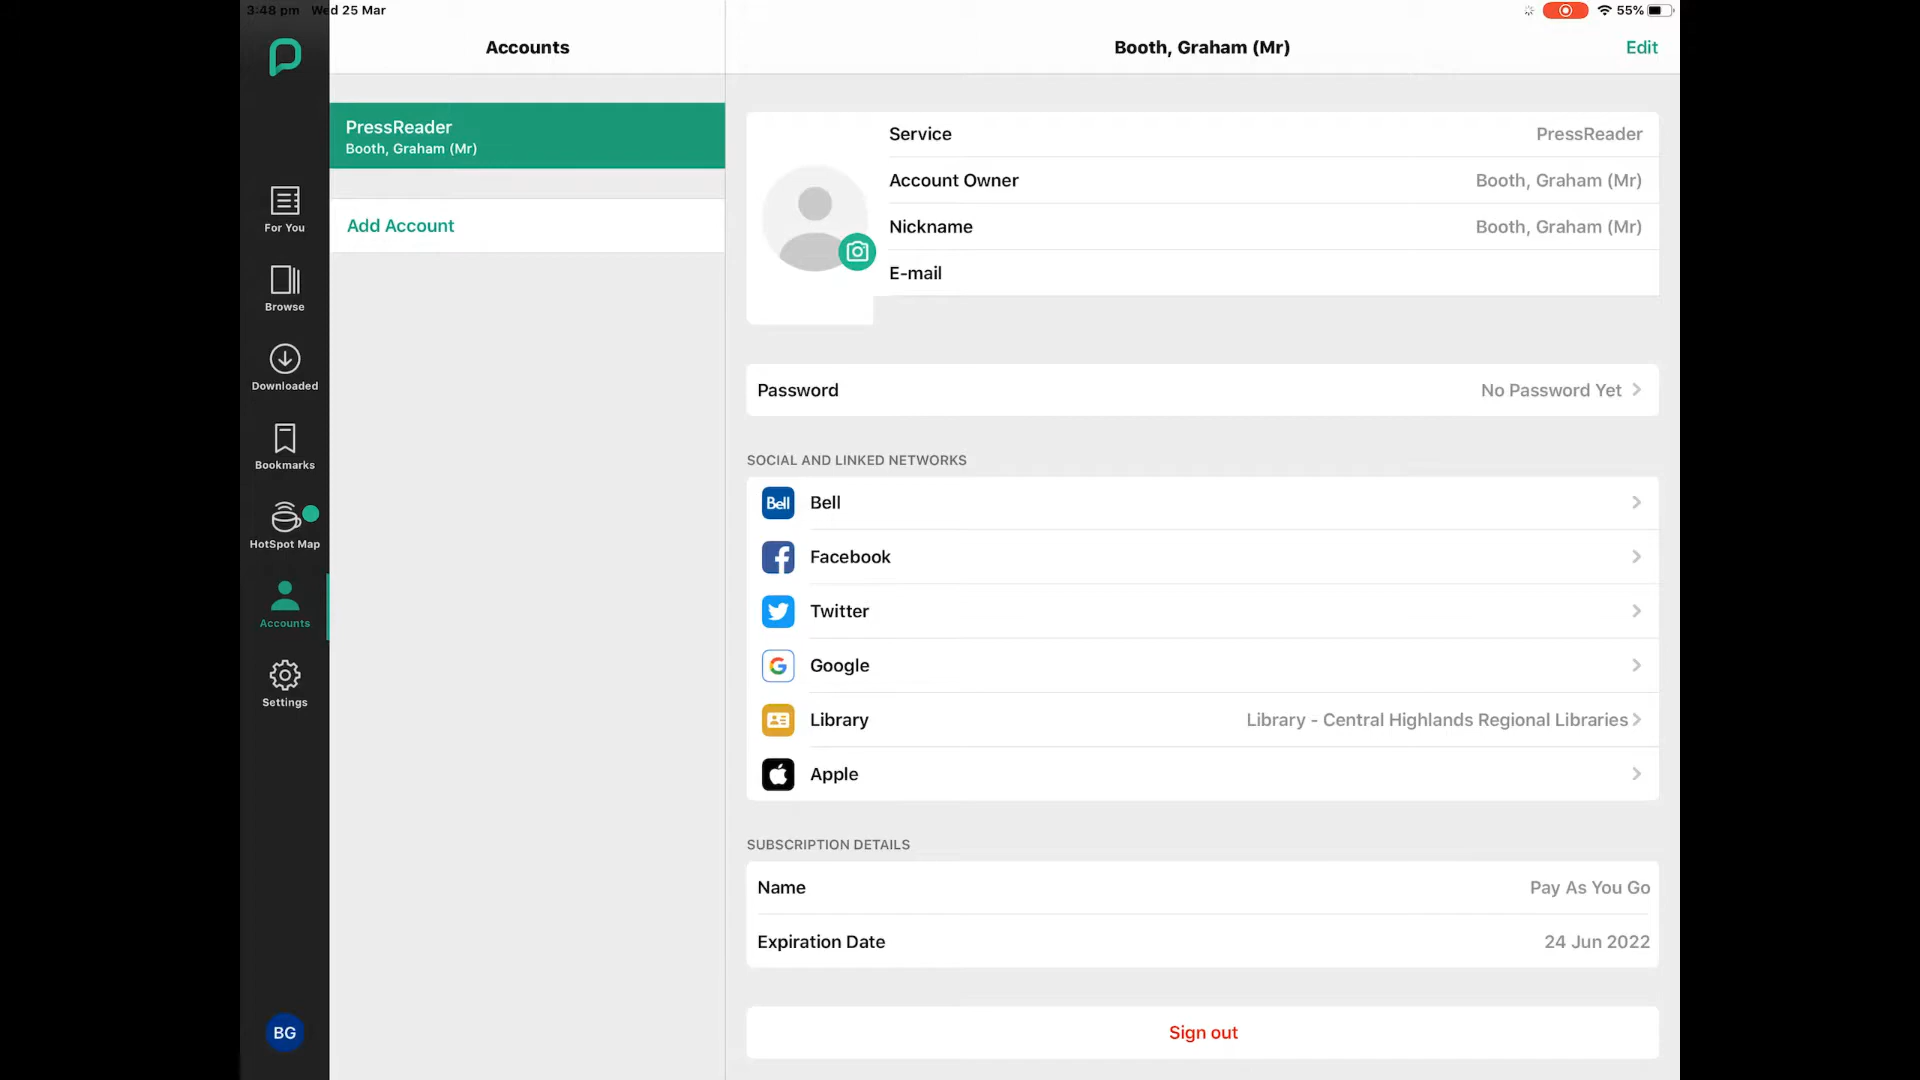 3:48 pm Wed 25 Mar
55%
For You
Browse
Downloaded
Bookmarks
HotSpot Map
Accounts
Settings
BG
Accounts
PressReader
Booth, Graham (Mr)
Add Account
Booth, Graham (Mr)
Edit
Service PressReader
Account Owner Booth, Graham (Mr)
Nickname Booth, Graham (Mr)
E-mail
Password No Password Yet
SOCIAL AND LINKED NETWORKS
Bell Bell
Facebook
Twitter
Google
Library Library - Central Highlands Regional Libraries
Apple
SUBSCRIPTION DETAILS
Name Pay As You Go
Expiration Date 24 Jun 2022
Sign out